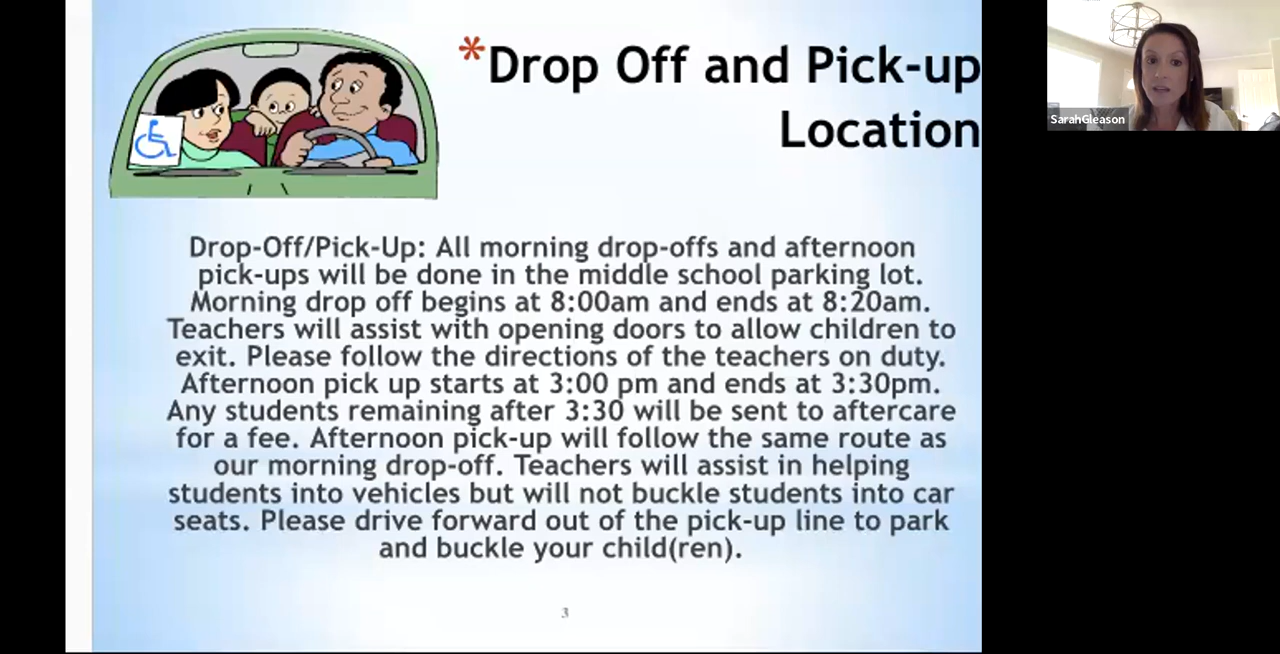 *Drop Off and Pick-up
Location
SarahGleason
Drop-Off/Pick-Up: All morning drop-offs and afternoon
pick-ups will be done in the middle school parking lot.
Morning drop off begins at 8:00am and ends at 8:20am.
Teachers will assist with opening doors to allow children to
exit. Please follow the directions of the teachers on duty.
Afternoon pick up starts at 3:00 pm and ends at 3:30pm.
Any students remaining after 3:30 will be sent to aftercare
for a fee. Afternoon pick-up will follow the same route as
our morning drop-off. Teachers will assist in helping
students into vehicles but will not buckle students into car
seats. Please drive forward out of the pick-up line to park
and buckle your child(ren).
3